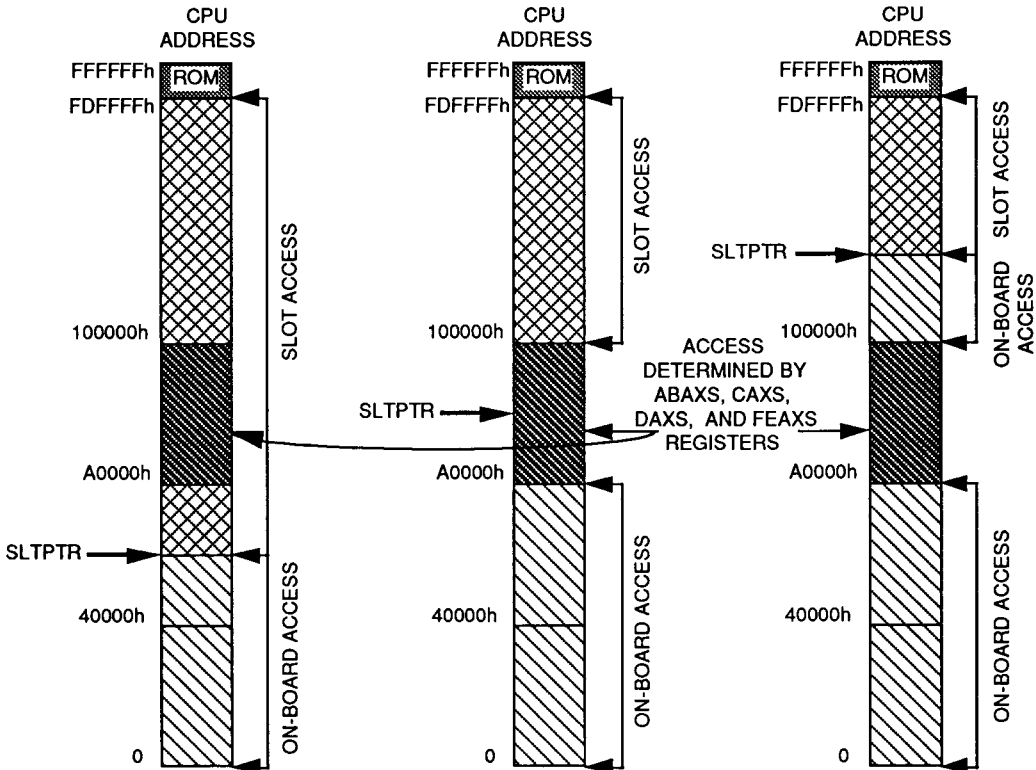 CPU
ADDRESS
FFFFFFh
ROM
FDFFFFh
SLOT ACCESS
100000h
A0000h
SLTPTR
40000h
ON-BOARD ACCESS
0
CPU
ADDRESS
FFFFFFh
ROM
FDFFFFh
SLOT ACCESS
100000h
SLTPTR
ACCESS
DETERMINED BY
ABAXS, CAXS,
DAXS, AND FEAXS
REGISTERS
A0000h
40000h
ON-BOARD ACCESS
0
CPU
ADDRESS
FFFFFFh
ROM
FDFFFFh
SLOT ACCESS
SLTPTR
ON-BOARD
ACCESS
100000h
A0000h
40000h
ON-BOARD ACCESS
0